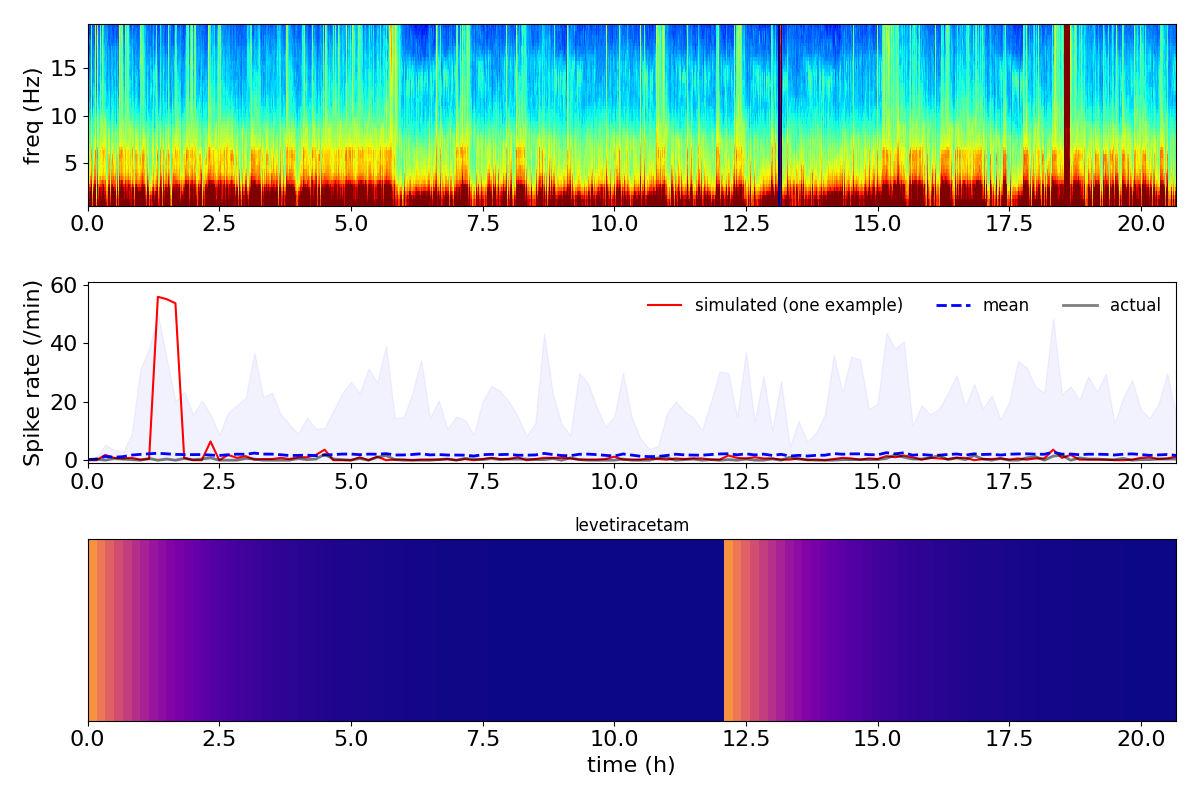 freq (Hz)
15
10
5
0.0 2.5 5.0 7.5 10.0 12.5 15.0 17.5 20.0
Spike rate (/min)
60
40
20
0
simulated (one example) mean actual
0.0 2.5 5.0 7.5 10.0 12.5 15.0 17.5 20.0
levetiracetam
0.0 2.5 5.0 7.5 10.0 12.5 15.0 17.5 20.0
time (h)